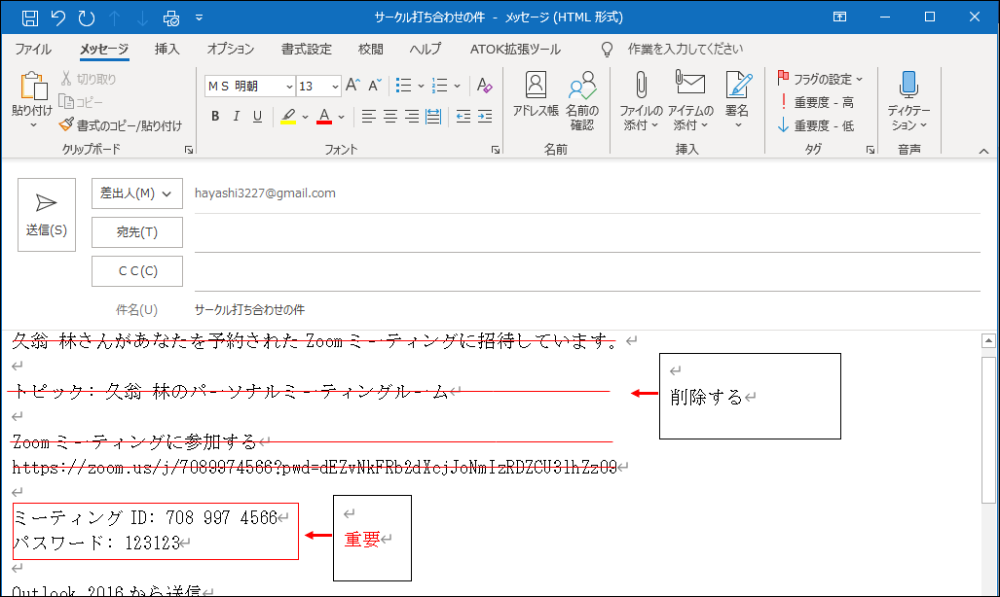 サークル打ち合わせの件 - メッセージ (HTML 形式)
ファイル メッセージ 挿入 オプション 書式設定 校閲 ヘルプ ATOK拡張ツール 作業を入力してください
貼り付け
切り取り
コピー
書式のコピー/貼り付け
クリップボード
ＭＳ 明朝 13
B I U
フォント
アドレス帳 名前の
確認
名前
ファイルの
添付
アイテムの
添付
署名
挿入
フラグの設定
重要度 - 高
重要度 - 低
タグ
ディクテー
ション
音声
送信(S)
差出人(M) hayashi3227@gmail.com
宛先(T)
ＣＣ(C)
件名(U) サークル打ち合わせの件
久翁 林さんがあなたを予約された Zoom ミーティングに招待しています。
トピック: 久翁 林のパーソナルミーティングルーム
削除する
Zoom ミーティングに参加する
ミーティング ID: 708 997 4566
パスワード: 123123
重要
Outlook 2016 から送信